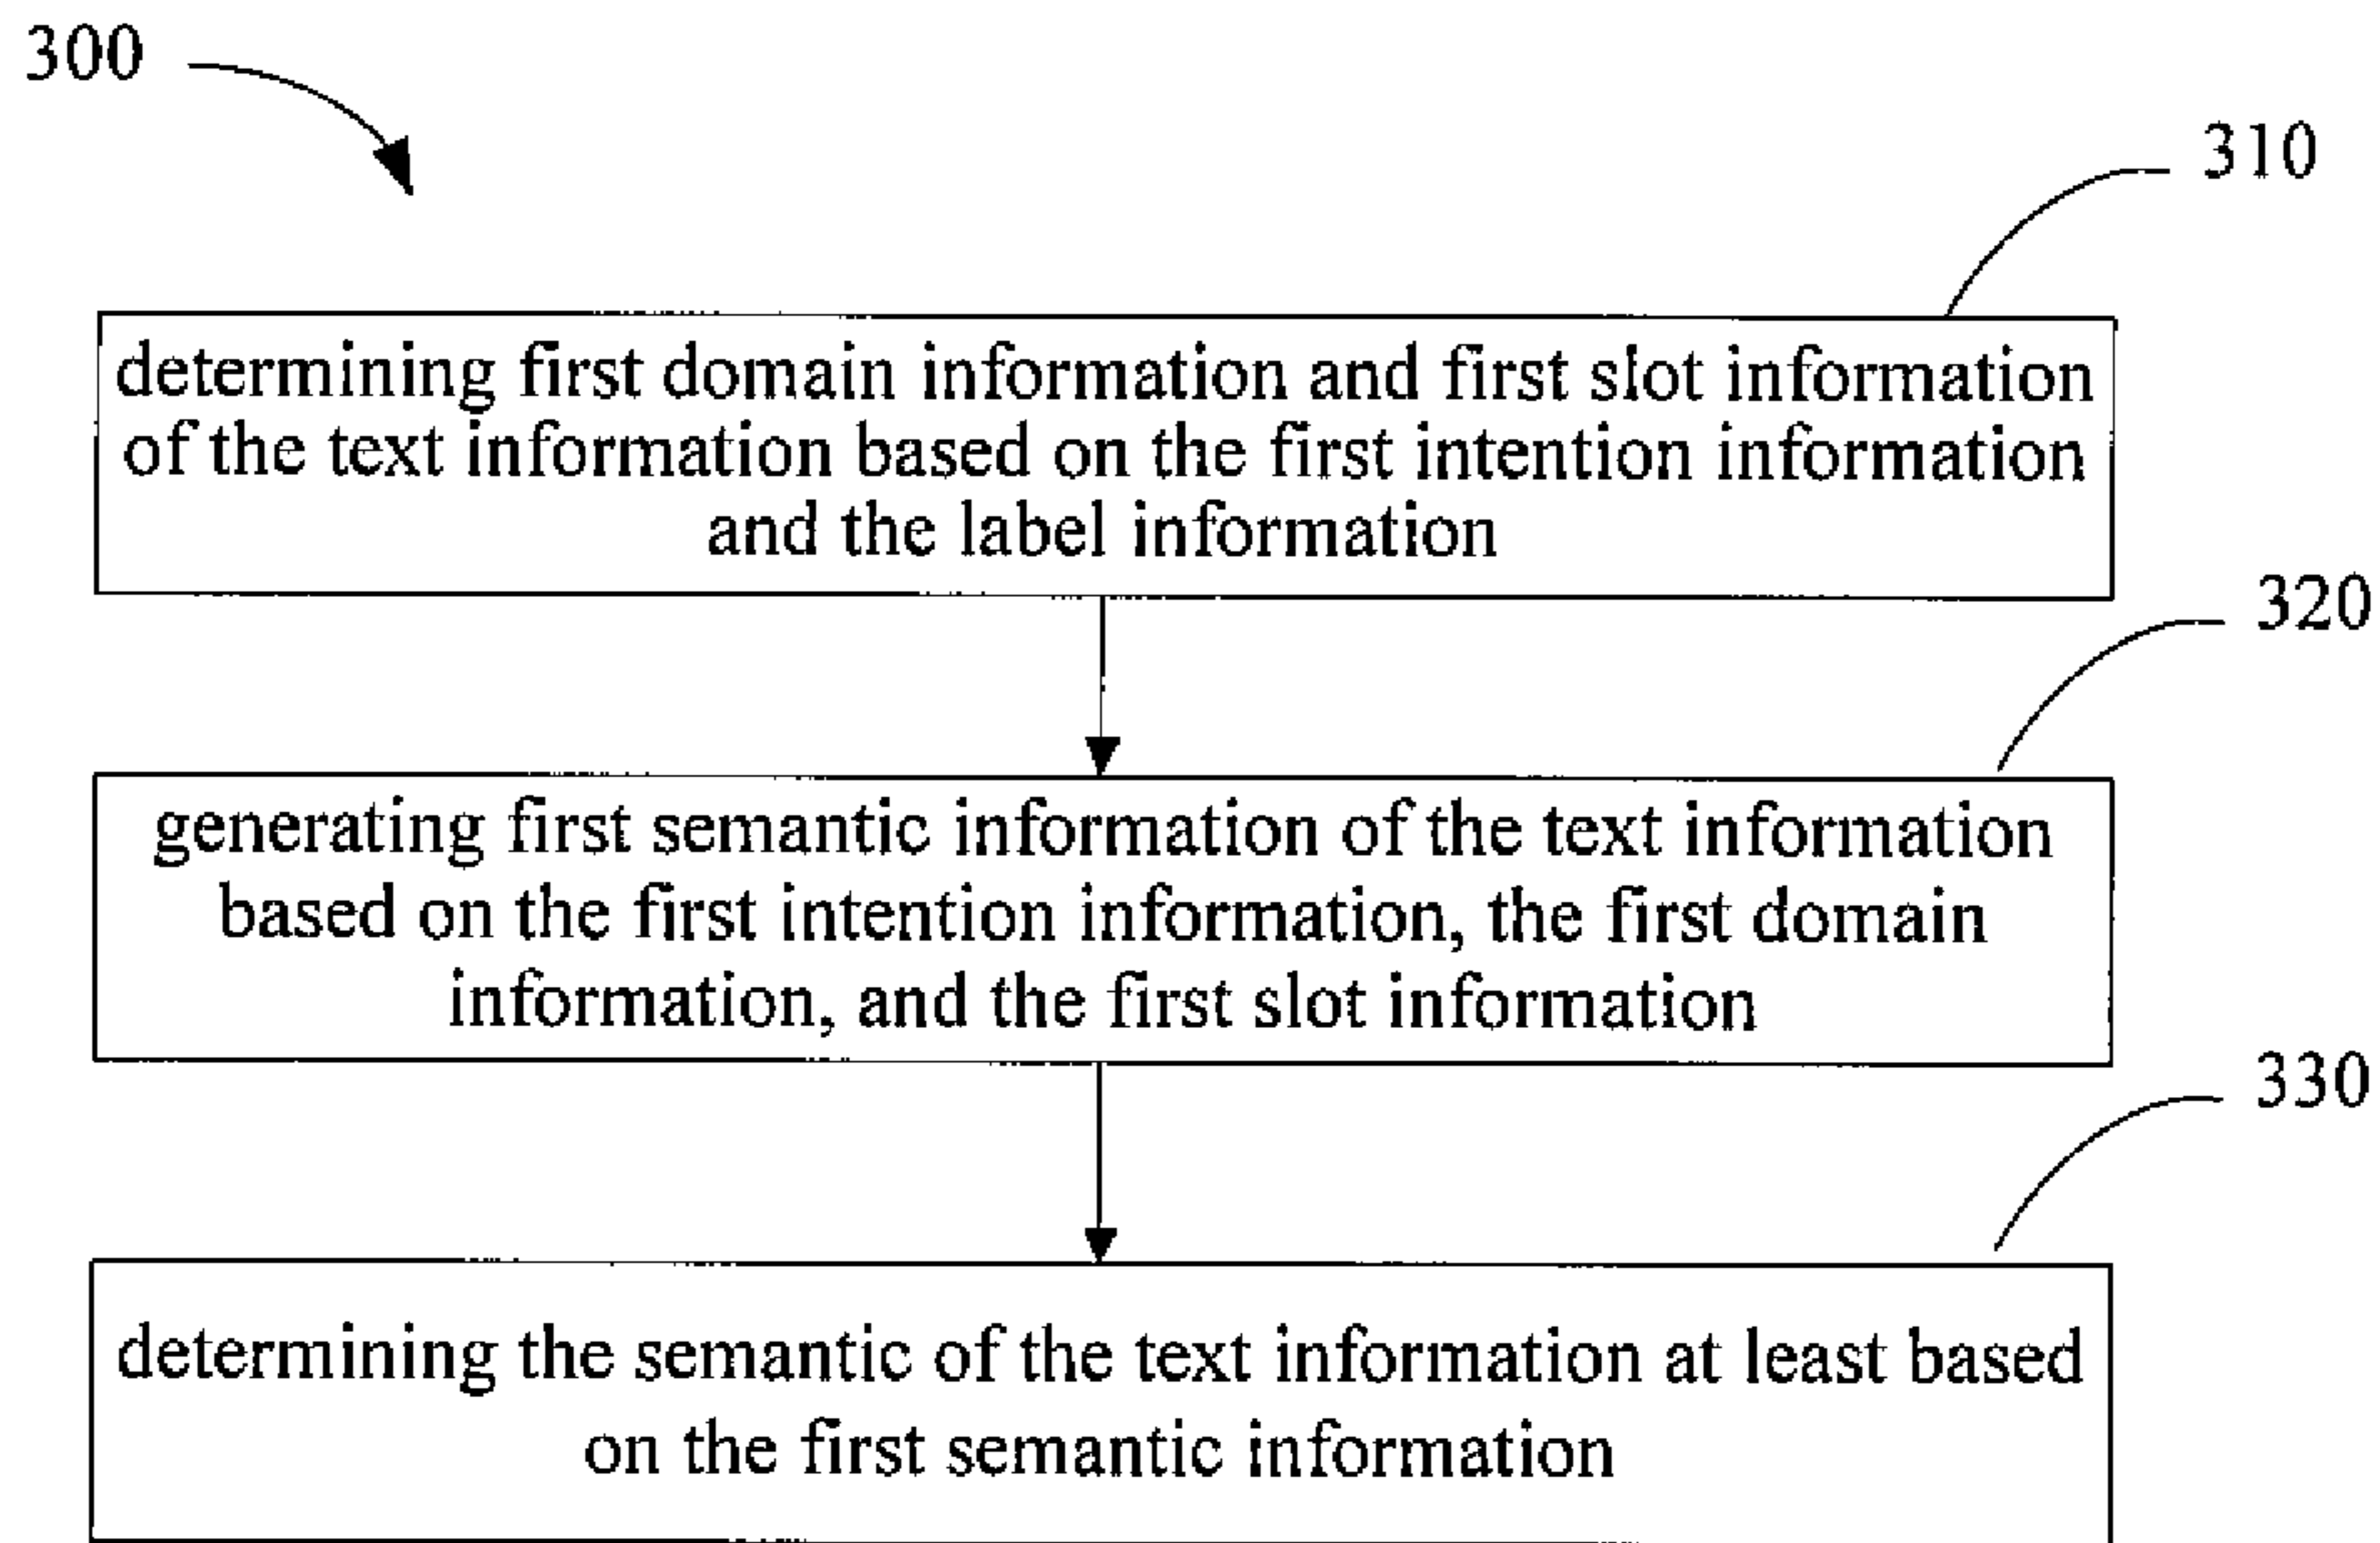 300
310
determining first domain information and first slot information
of the text information based on the first intention information
and the label information
320
generating first semantic information of the text information
based on the first intention information, the first domain
information, and the first slot information
330
determining the semantic of the text information at least based
on the first semantic information